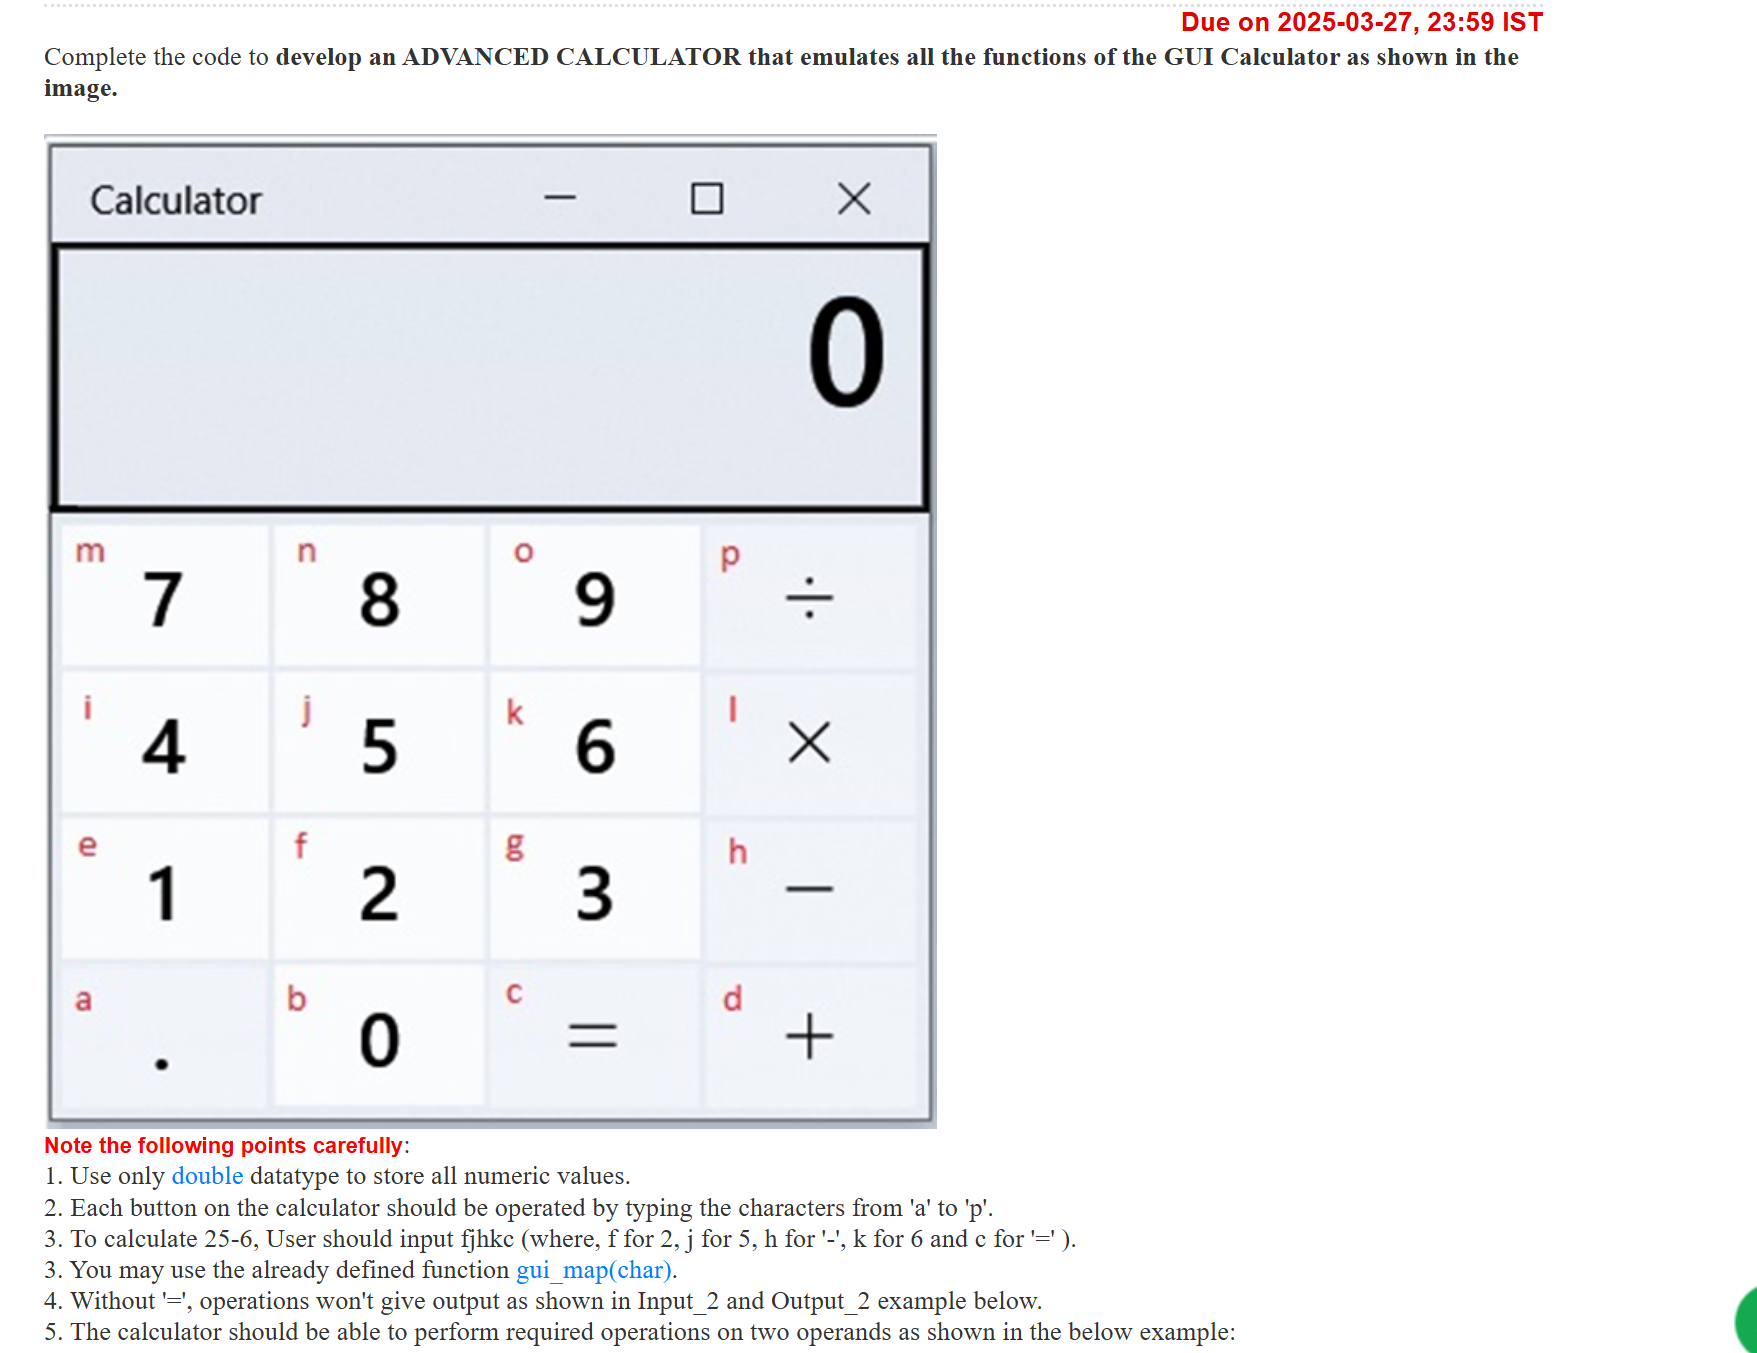 Due on 2025-03-27, 23:59 IST
Complete the code to develop an ADVANCED CALCULATOR that emulates all the functions of the GUI Calculator as shown in the
image.
Calculator
0
m 7 n 8 o 9 p ÷
i 4 j 5 k 6 l ×
e 1 f 2 g 3 h −
a . b 0 c = d +
Note the following points carefully:
1. Use only double datatype to store all numeric values.
2. Each button on the calculator should be operated by typing the characters from 'a' to 'p'.
3. To calculate 25-6, User should input fjhkc (where, f for 2, j for 5, h for '-', k for 6 and c for '=' ).
3. You may use the already defined function gui_map(char).
4. Without '=', operations won't give output as shown in Input_2 and Output_2 example below.
5. The calculator should be able to perform required operations on two operands as shown in the below example: